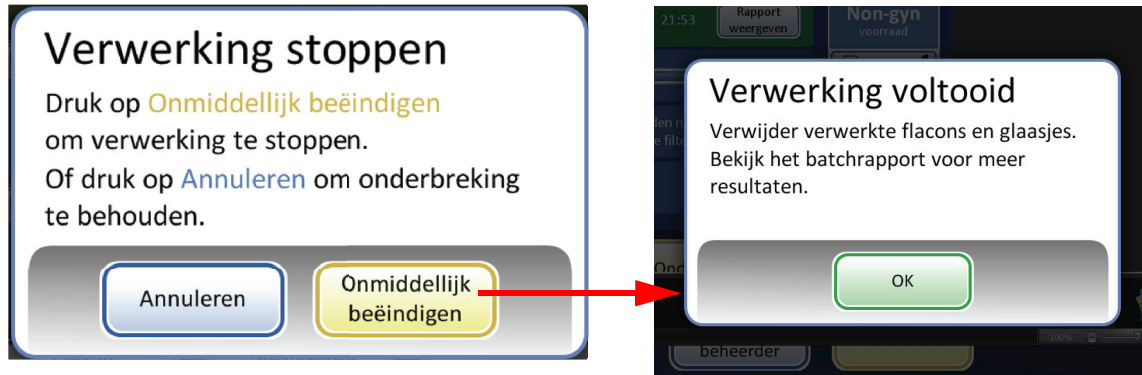 Verwerking stoppen
Druk op Onmiddellijk beëindigen
om verwerking te stoppen.
Of druk op Annuleren om onderbreking
te behouden.
Annuleren
Onmiddellijk
beëindigen
21:53
Rapport
weergeven
Non-gyn
voorraad
Verwerking voltooid
Verwijder verwerkte flacons en glaasjes.
Bekijk het batchrapport voor meer
resultaten.
OK
100%
beheerder